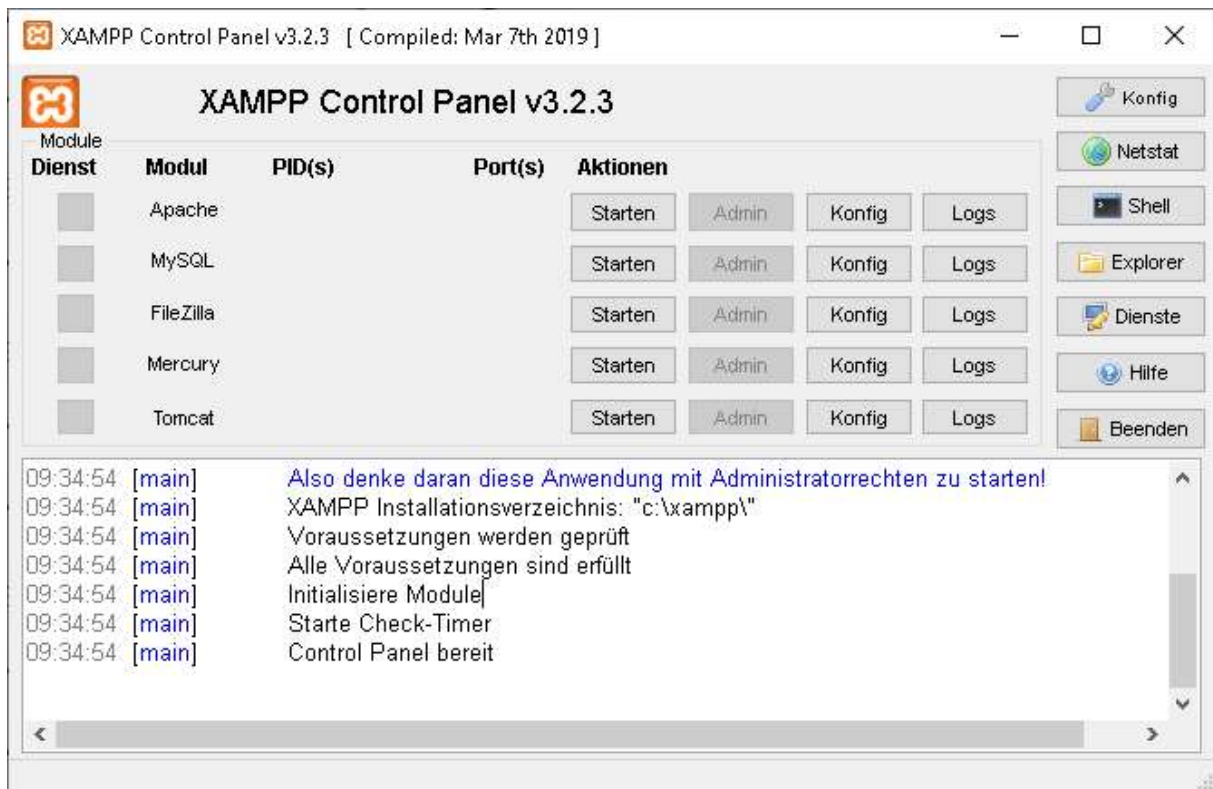 XAMPP Control Panel v3.2.3 [ Compiled: Mar 7th 2019 ]
XAMPP Control Panel v3.2.3
Konfig
Module
Netstat
Dienst Modul PID(s) Port(s) Aktionen
Apache Starten Admin Konfig Logs
Shell
MySQL Starten Admin Konfig Logs
Explorer
FileZilla Starten Admin Konfig Logs
Dienste
Mercury Starten Admin Konfig Logs
Hilfe
Tomcat Starten Admin Konfig Logs
Beenden
09:34:54 [main] Also denke daran diese Anwendung mit Administratorrechten zu starten!
09:34:54 [main] XAMPP Installationsverzeichnis: "c:\xampp\"
09:34:54 [main] Voraussetzungen werden geprüft
09:34:54 [main] Alle Voraussetzungen sind erfüllt
09:34:54 [main] Initialisiere Module
09:34:54 [main] Starte Check-Timer
09:34:54 [main] Control Panel bereit